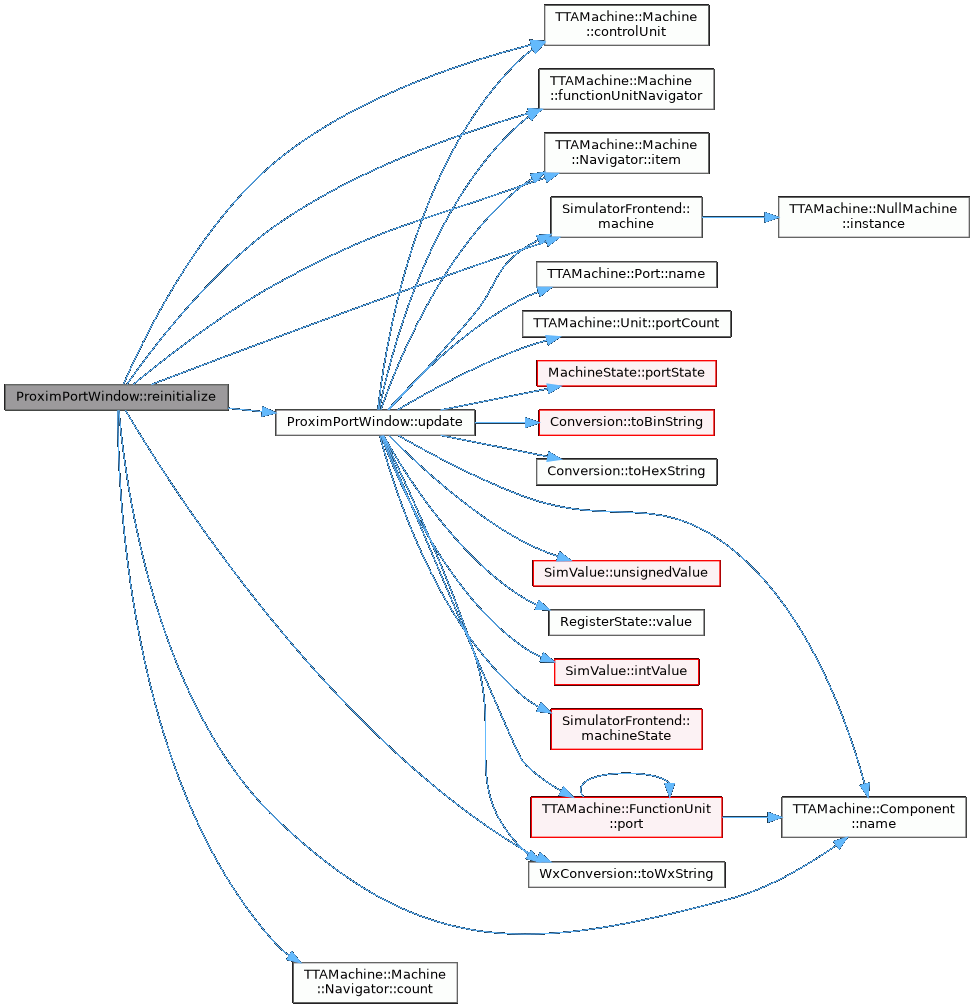 TTAMachine::Machine
::controlUnit
TTAMachine::Machine
::functionUnitNavigator
TTAMachine::Machine
::Navigator::item
SimulatorFrontend::
machine
TTAMachine::NullMachine
::instance
TTAMachine::Port::name
TTAMachine::Unit::portCount
MachineState::portState
ProximPortWindow::reinitialize
ProximPortWindow::update
Conversion::toBinString
Conversion::toHexString
SimValue::unsignedValue
RegisterState::value
SimValue::intValue
SimulatorFrontend::
machineState
TTAMachine::FunctionUnit
::port
TTAMachine::Component
::name
WxConversion::toWxString
TTAMachine::Machine
::Navigator::count